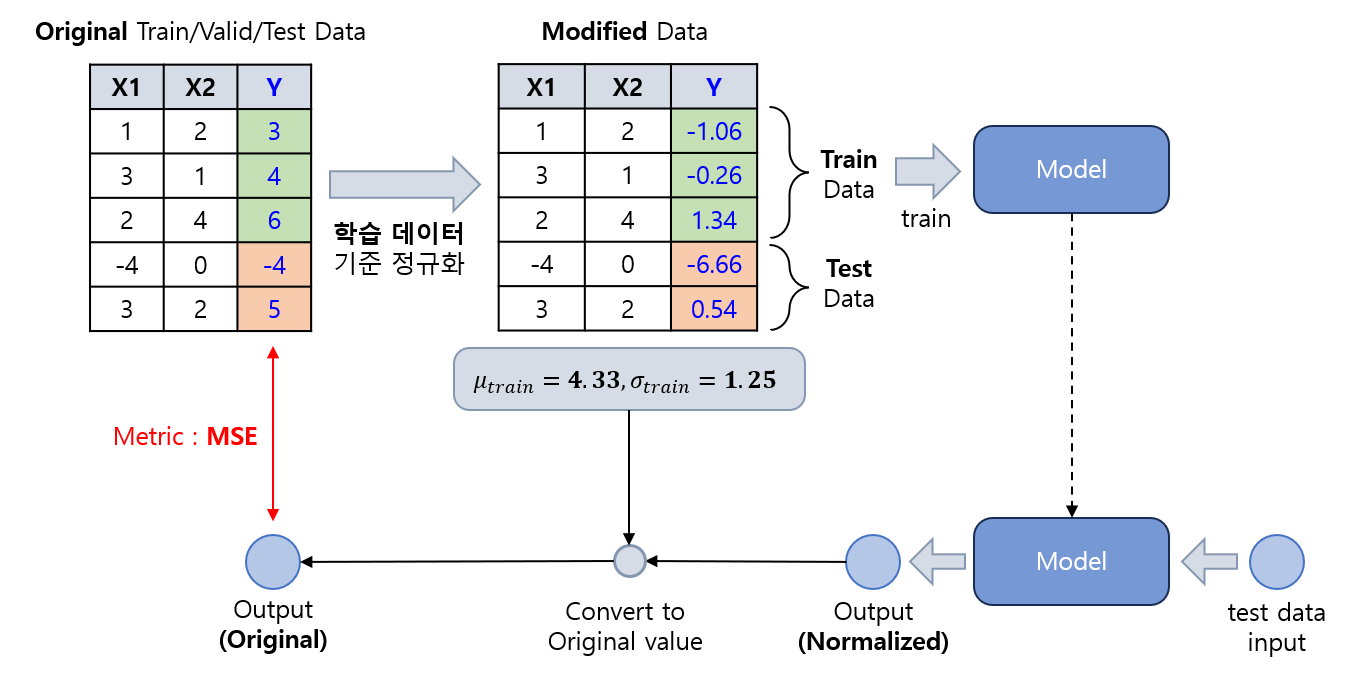 Original Train/Valid/Test Data
X1 X2 Y
1 2 3
3 1 4
2 4 6
-4 0 -4
3 2 5
학습 데이터
기준 정규화
Modified Data
X1 X2 Y
1 2 -1.06
3 1 -0.26
2 4 1.34
-4 0 -6.66
3 2 0.54
Train
Data
Test
Data
train
Model
μtrain = 4.33, σtrain = 1.25
Metric : MSE
Output
(Original)
Convert to
Original value
Output
(Normalized)
Model
test data
input